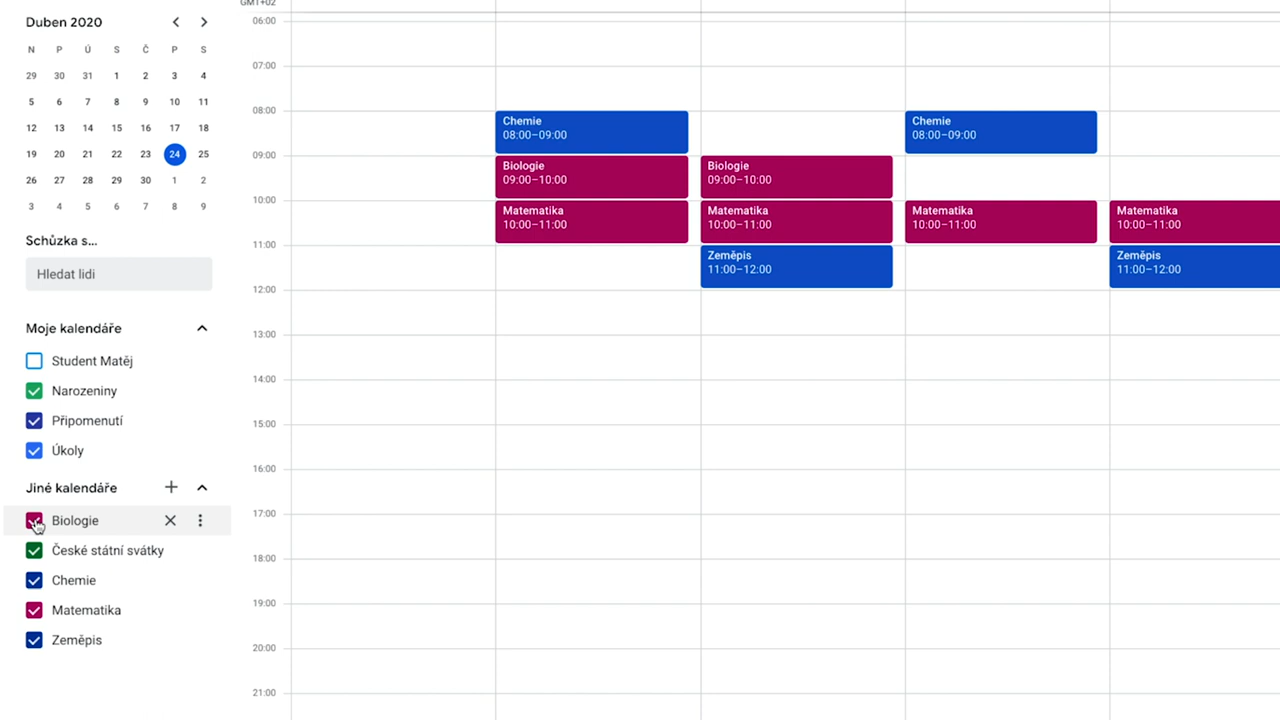 Duben 2020
N P Ú S Č P S
29 30 31 1 2 3 4
5 6 7 8 9 10 11
12 13 14 15 16 17 18
19 20 21 22 23 24 25
26 27 28 29 30 1 2
3 4 5 6 7 8 9
Schůzka s...
Hledat lidi
Moje kalendáře
Student Matěj
Narozeniny
Připomenutí
Úkoly
Jiné kalendáře
Biologie
České státní svátky
Chemie
Matematika
Zeměpis
GMT+02
06:00
07:00
08:00
09:00
10:00
11:00
12:00
13:00
14:00
15:00
16:00
17:00
18:00
19:00
20:00
21:00
Chemie
08:00–09:00
Biologie
09:00–10:00
Matematika
10:00–11:00
Biologie
09:00–10:00
Matematika
10:00–11:00
Zeměpis
11:00–12:00
Chemie
08:00–09:00
Matematika
10:00–11:00
Matematika
10:00–11:00
Zeměpis
11:00–12:00